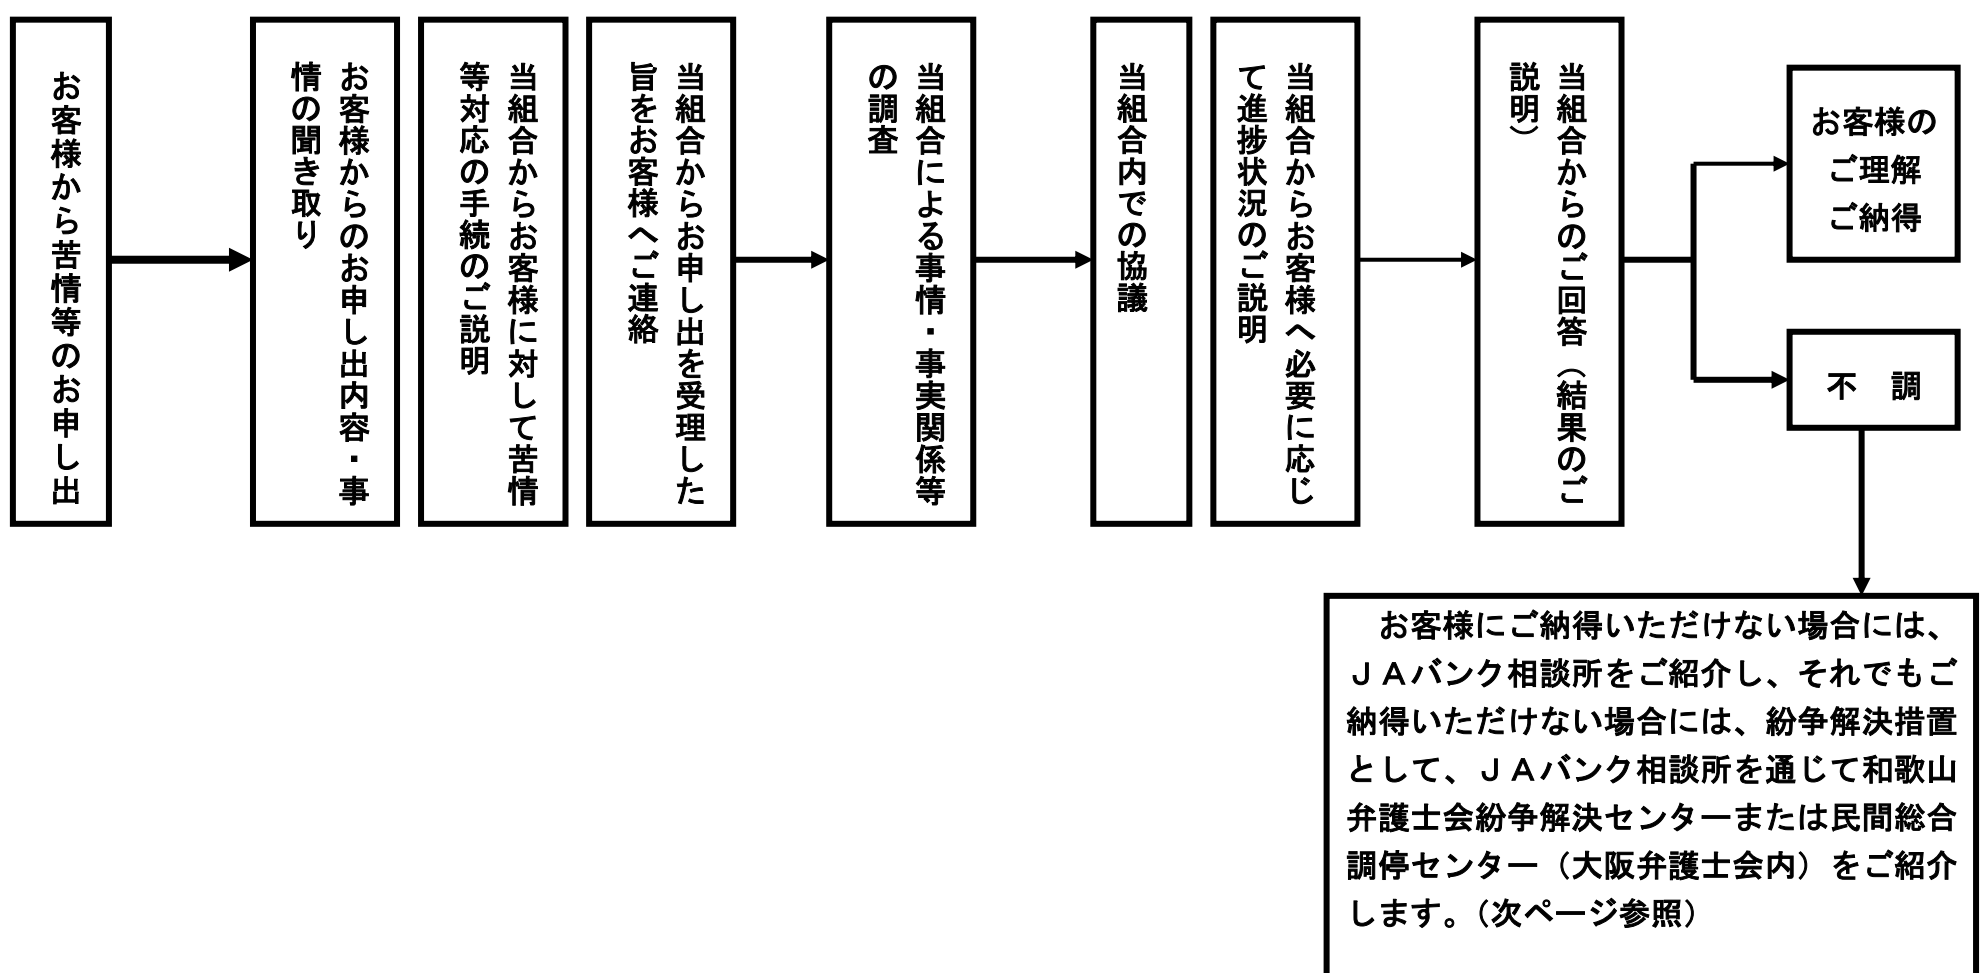 お客様から苦情等のお申し出
お客様からのお申し出内容・事
情の聞き取り
当組合からお客様に対して苦情
等対応の手続のご説明
当組合からお申し出を受理した
旨をお客様へご連絡
当組合による事情・事実関係等
の調査
当組合内での協議
当組合からお客様へ必要に応じ
て進捗状況のご説明
当組合からのご回答（結果のご
説明）
お客様の
ご理解
ご納得
不　調
　お客様にご納得いただけない場合には、
ＪＡバンク相談所をご紹介し、それでもご
納得いただけない場合には、紛争解決措置
として、ＪＡバンク相談所を通じて和歌山
弁護士会紛争解決センターまたは民間総合
調停センター（大阪弁護士会内）をご紹介
します。（次ページ参照）